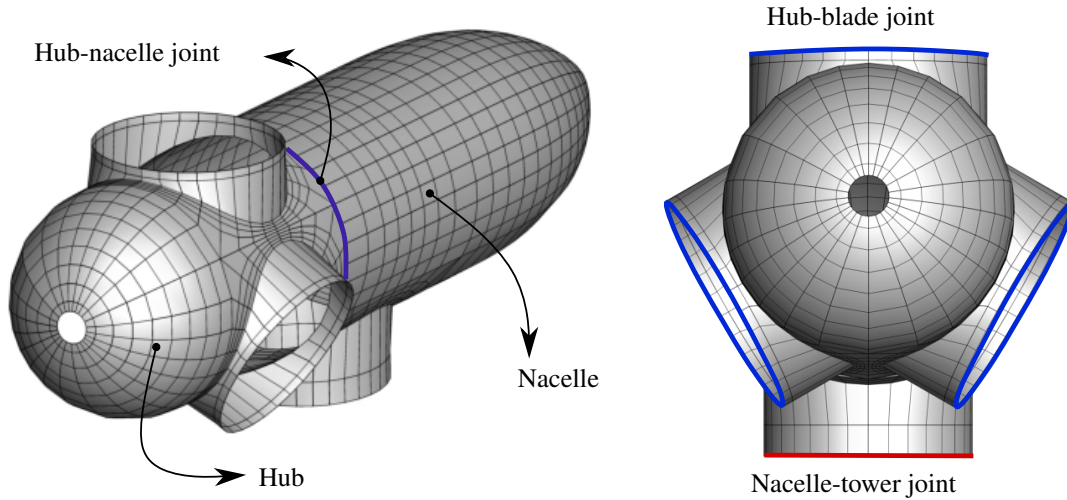 Hub-nacelle joint
Nacelle
Hub
Hub-blade joint
Nacelle-tower joint